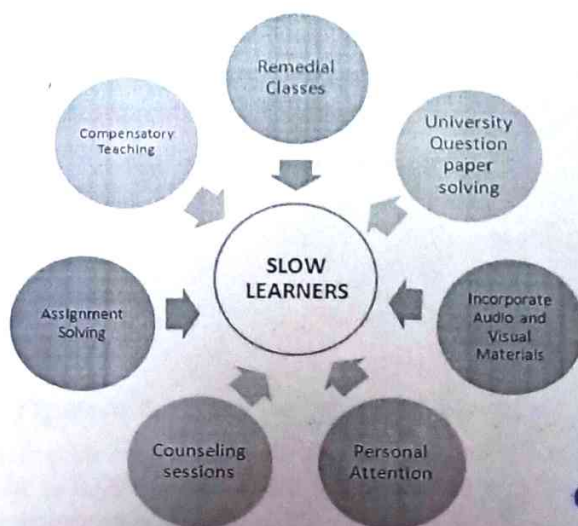 Remedial
Classes
University
Question
paper
solving
Incorporate
Audio and
Visual
Materials
Personal
Attention
Counseling
sessions
Assignment
Solving
Compensatory
Teaching
SLOW
LEARNERS